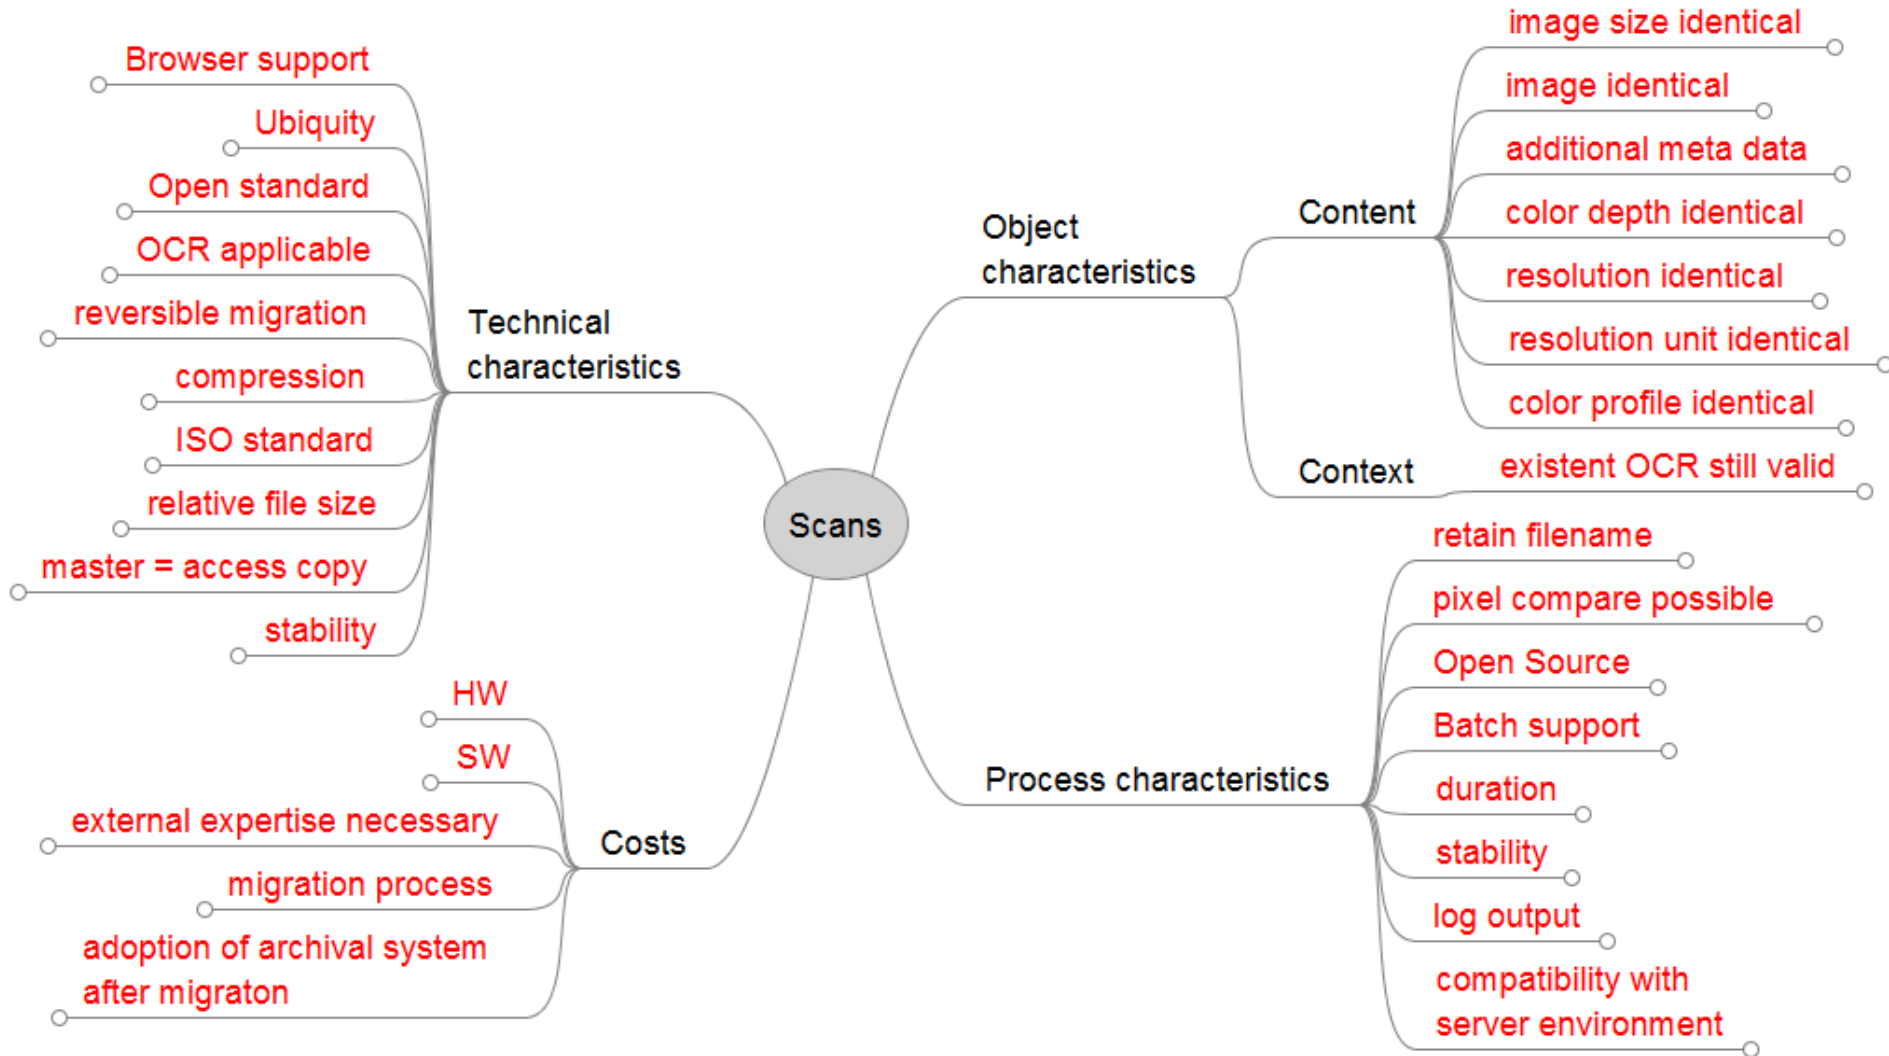 Scans
Technical
characteristics
Browser support
Ubiquity
Open standard
OCR applicable
reversible migration
compression
ISO standard
relative file size
master = access copy
stability
Costs
HW
SW
external expertise necessary
migration process
adoption of archival system
after migraton
Object
characteristics
Content
image size identical
image identical
additional meta data
color depth identical
resolution identical
resolution unit identical
color profile identical
Context
existent OCR still valid
Process characteristics
retain filename
pixel compare possible
Open Source
Batch support
duration
stability
log output
compatibility with
server environment